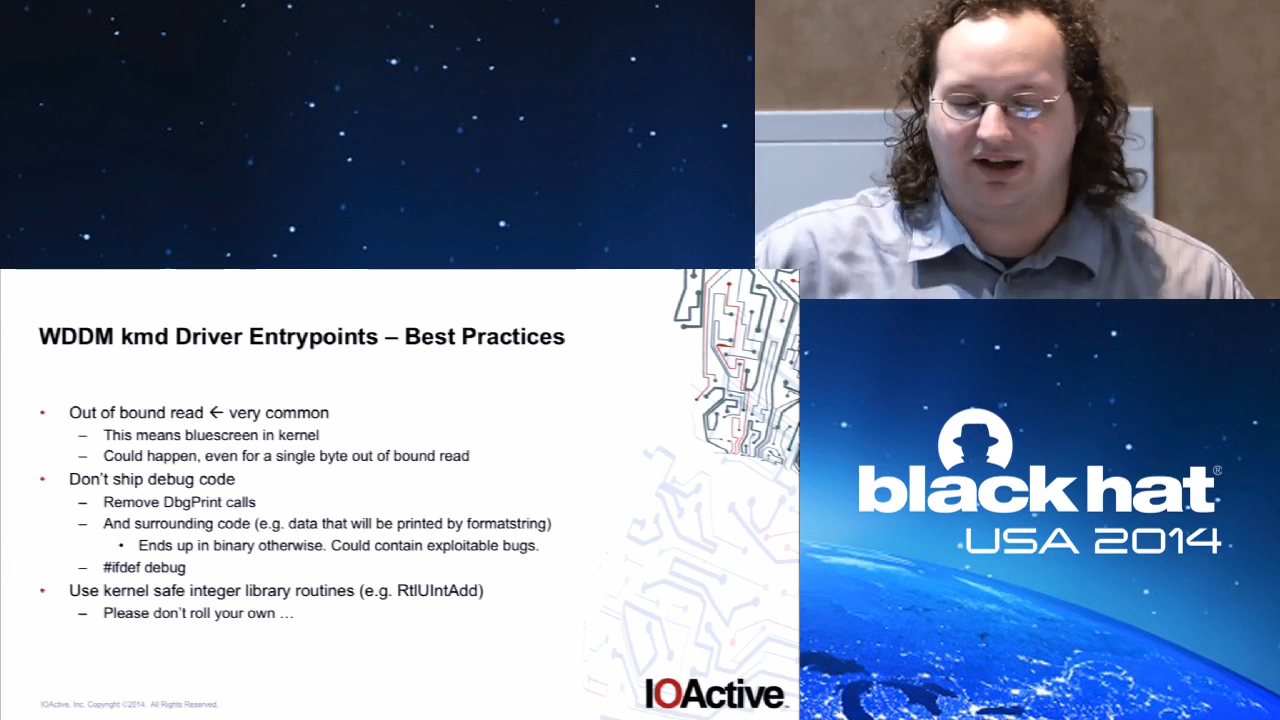 WDDM kmd Driver Entrypoints – Best Practices
• Out of bound read ← very common
– This means bluescreen in kernel
– Could happen, even for a single byte out of bound read
• Don't ship debug code
– Remove DbgPrint calls
– And surrounding code (e.g. data that will be printed by formatstring)
• Ends up in binary otherwise. Could contain exploitable bugs.
– #ifdef debug
• Use kernel safe integer library routines (e.g. RtlUIntAdd)
– Please don't roll your own …
IOActive, Inc. Copyright ©2014. All Rights Reserved.
IOActive
black hat®
USA 2014